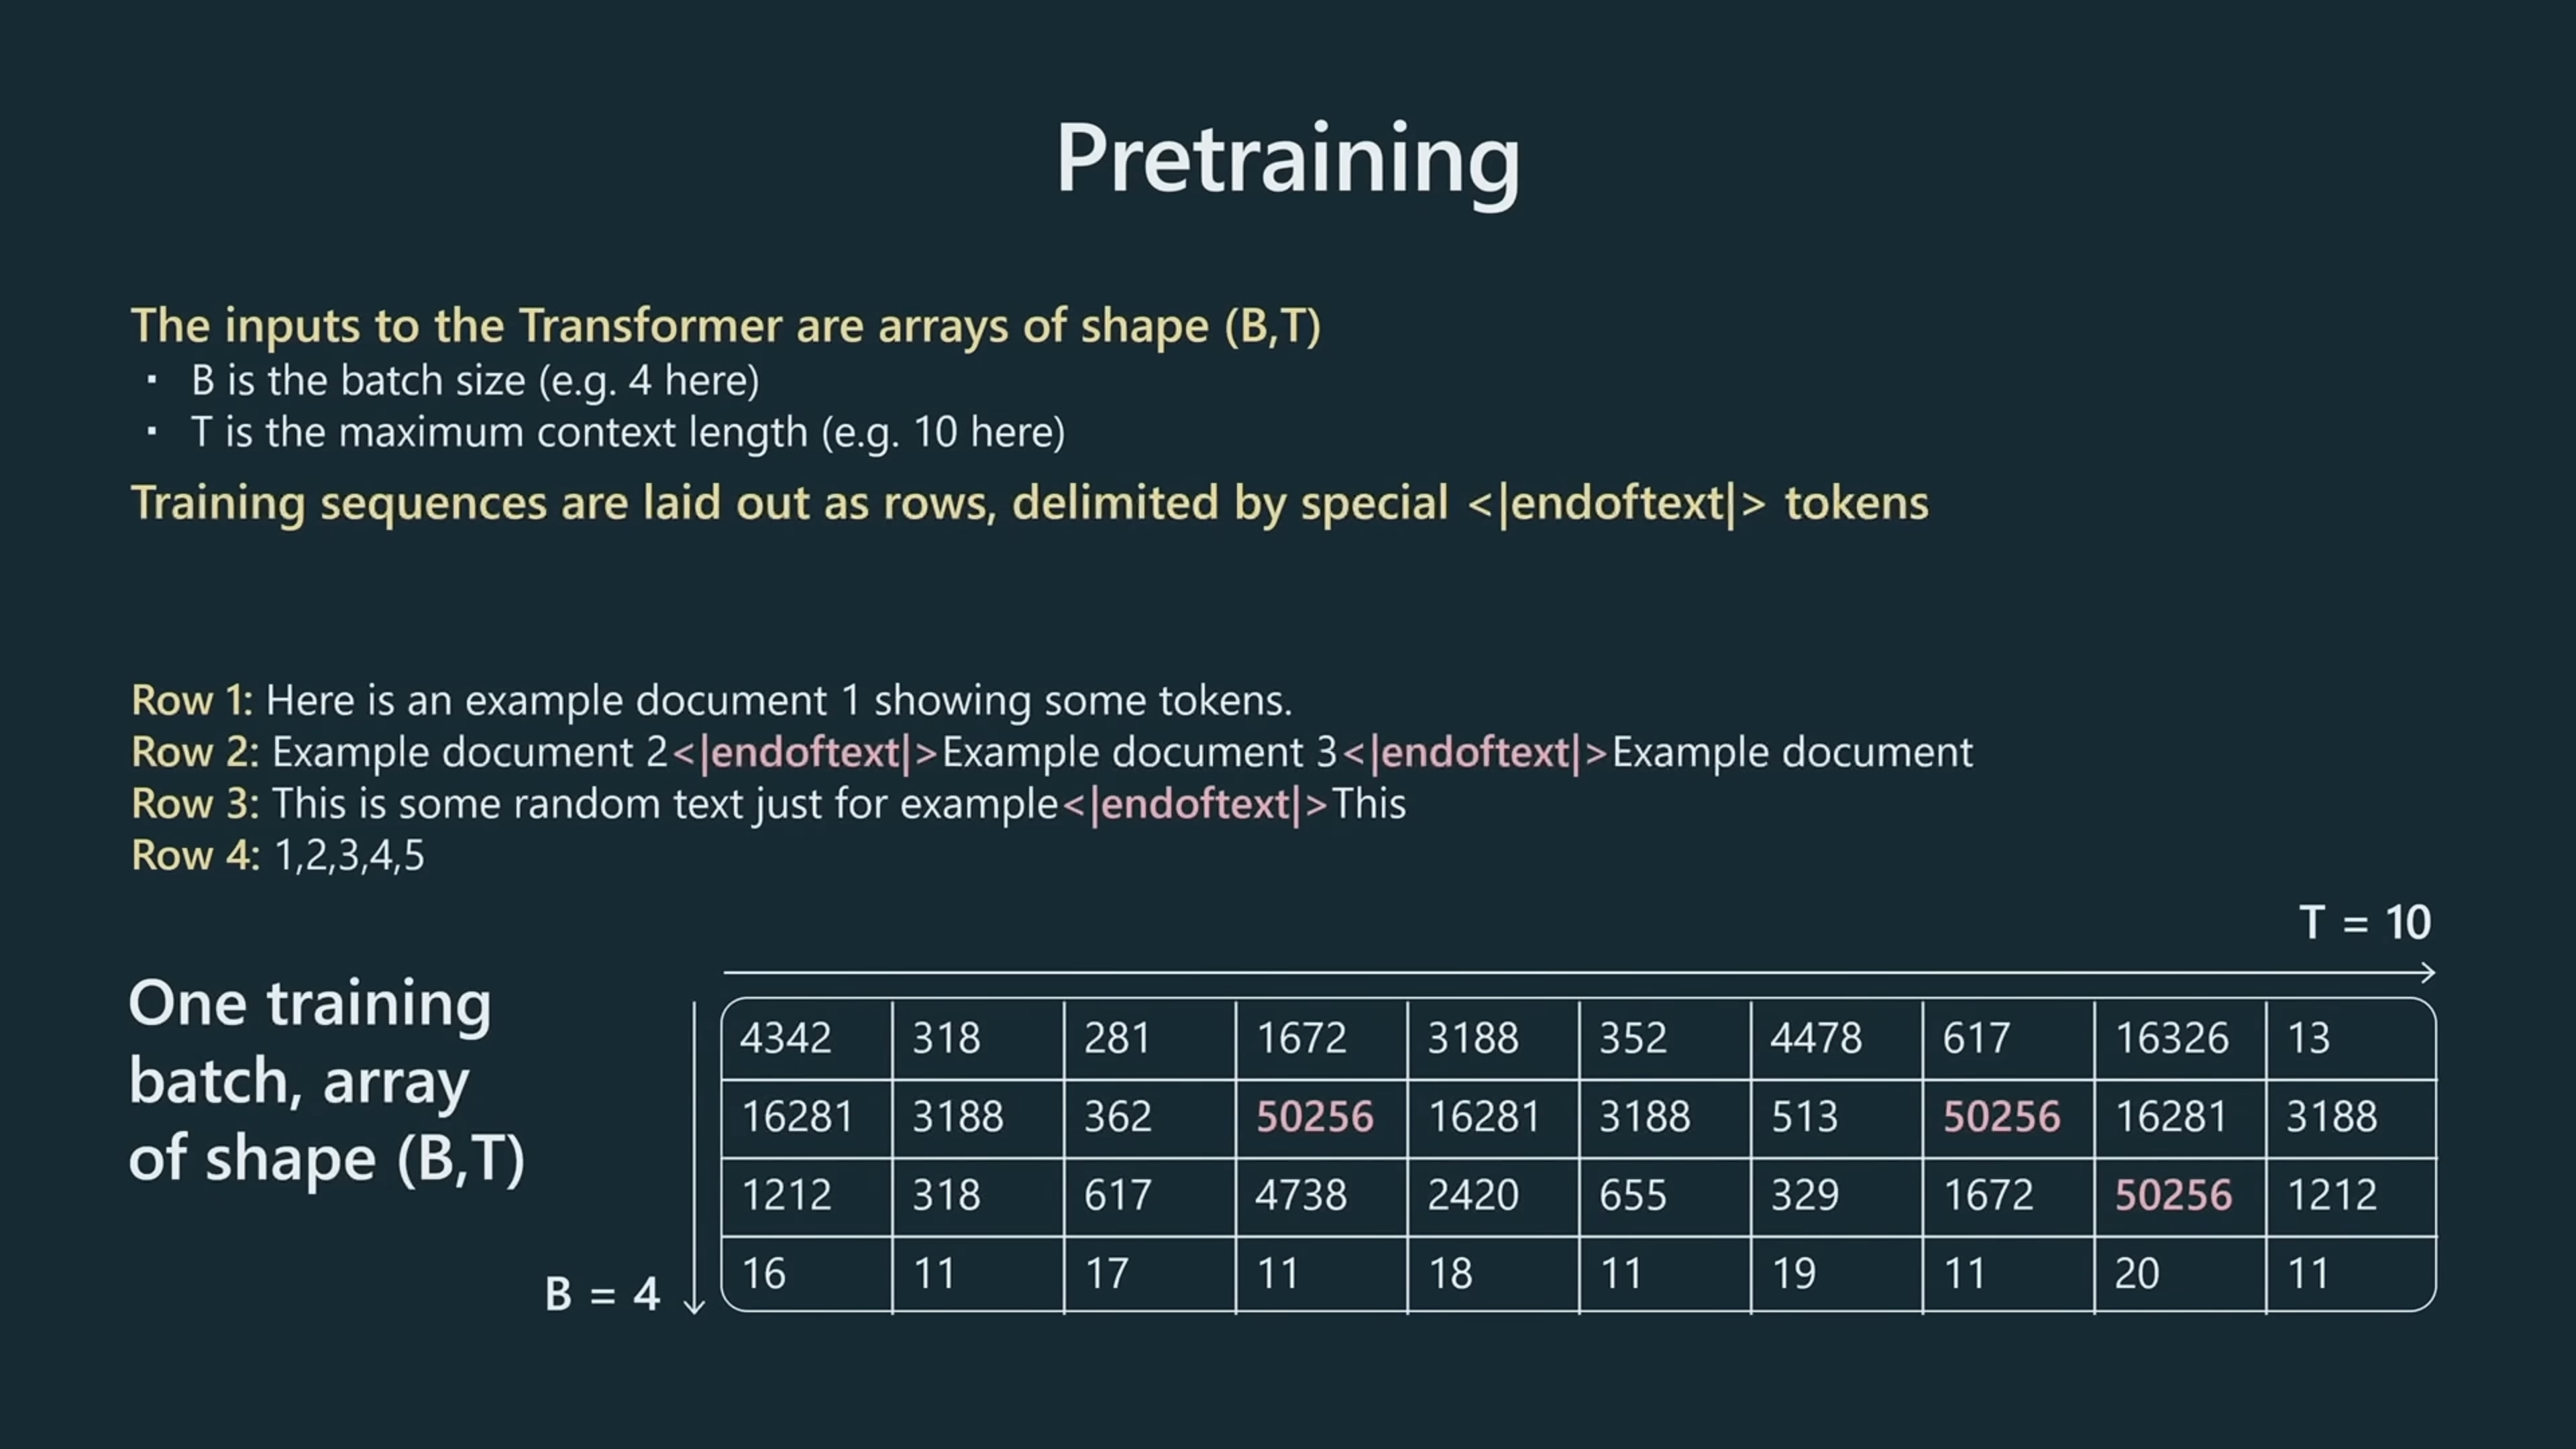 Pretraining
The inputs to the Transformer are arrays of shape (B,T)
▪ B is the batch size (e.g. 4 here)
▪ T is the maximum context length (e.g. 10 here)
Training sequences are laid out as rows, delimited by special <|endoftext|> tokens
Row 1: Here is an example document 1 showing some tokens.
Row 2: Example document 2<|endoftext|>Example document 3<|endoftext|>Example document
Row 3: This is some random text just for example<|endoftext|>This
Row 4: 1,2,3,4,5
T = 10
One training
batch, array
of shape (B,T)
B = 4
4342 318 281 1672 3188 352 4478 617 16326 13
16281 3188 362 50256 16281 3188 513 50256 16281 3188
1212 318 617 4738 2420 655 329 1672 50256 1212
16 11 17 11 18 11 19 11 20 11